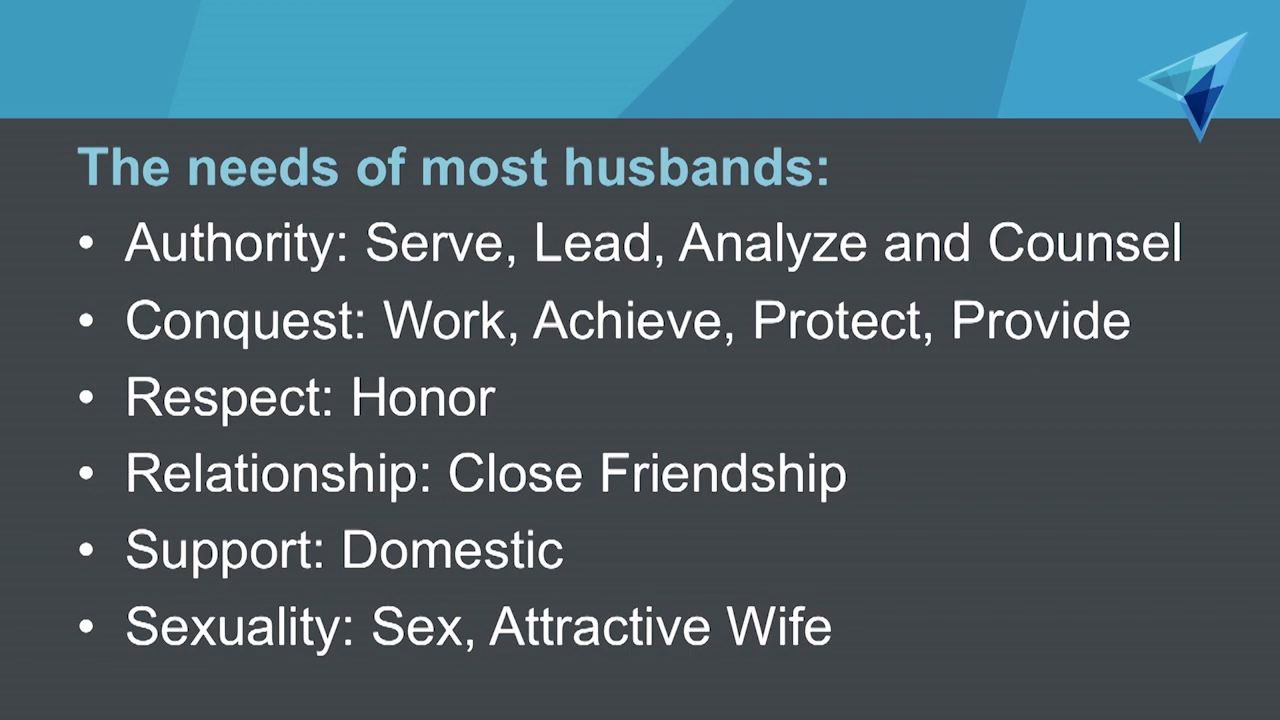 The needs of most husbands:
• Authority: Serve, Lead, Analyze and Counsel
• Conquest: Work, Achieve, Protect, Provide
• Respect: Honor
• Relationship: Close Friendship
• Support: Domestic
• Sexuality: Sex, Attractive Wife